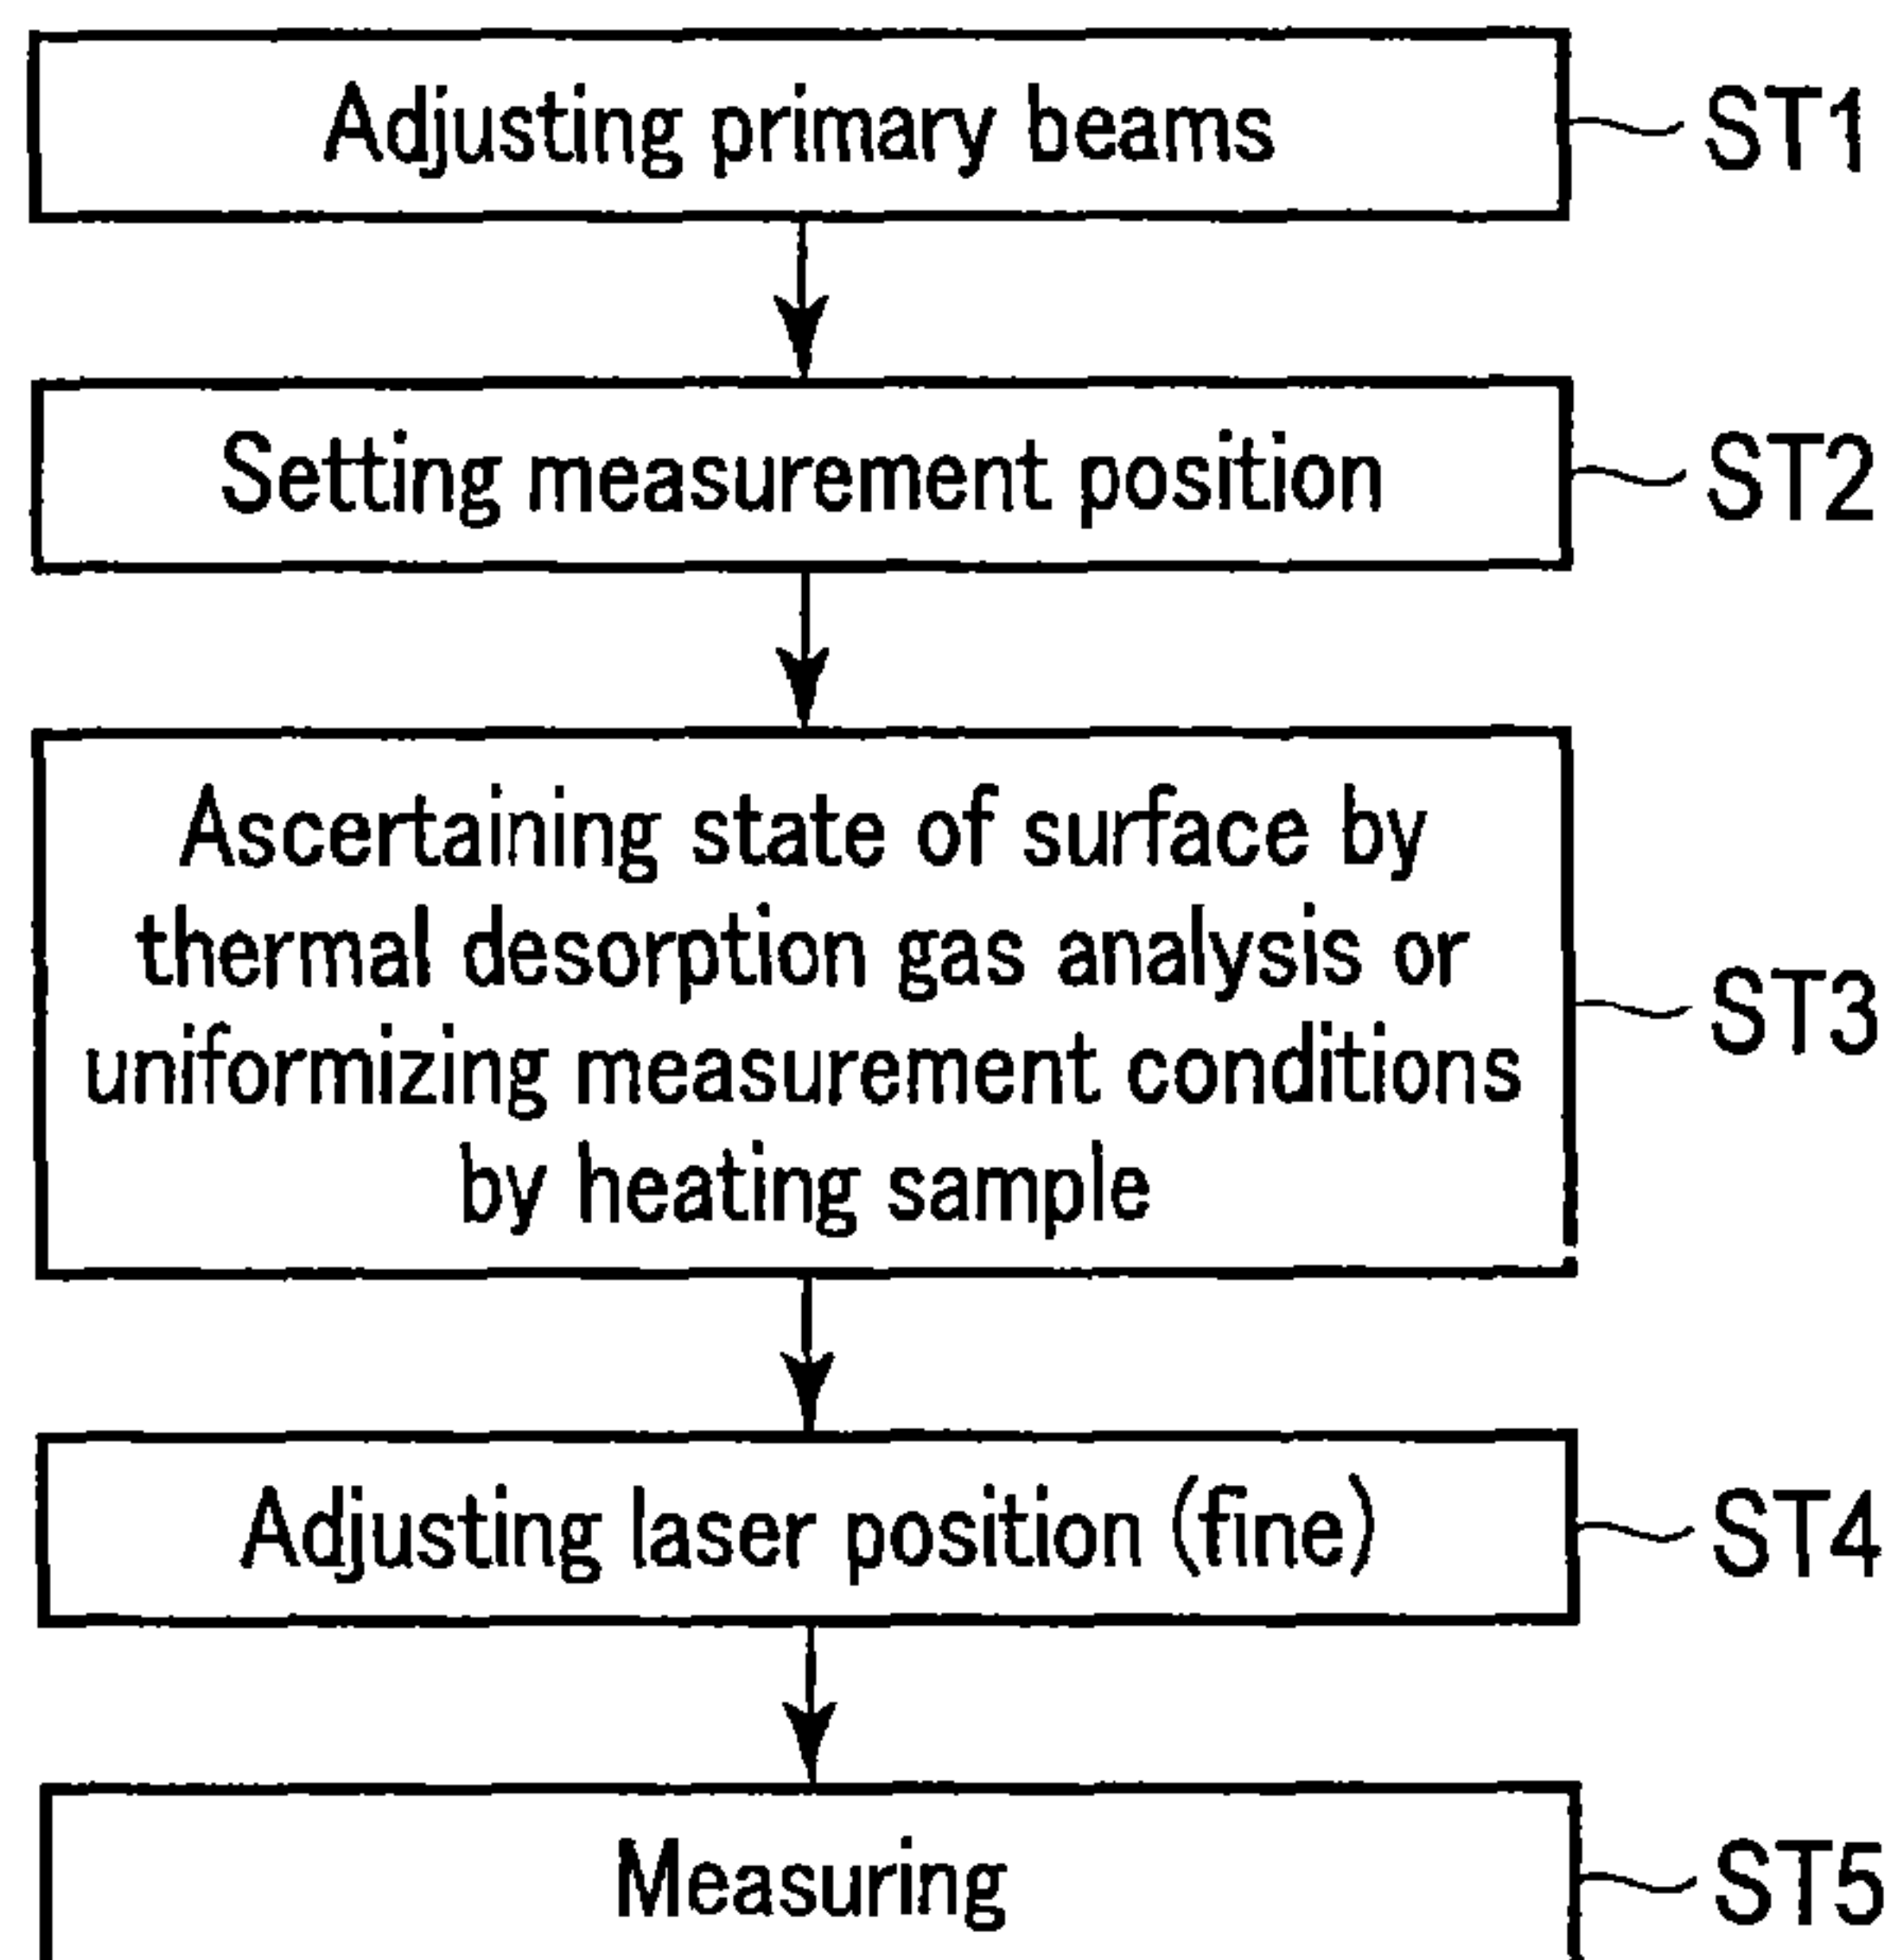 Adjusting primary beams
ST1
Setting measurement position
ST2
Ascertaining state of surface by
thermal desorption gas analysis or
uniformizing measurement conditions
by heating sample
ST3
Adjusting laser position (fine)
ST4
Measuring
ST5